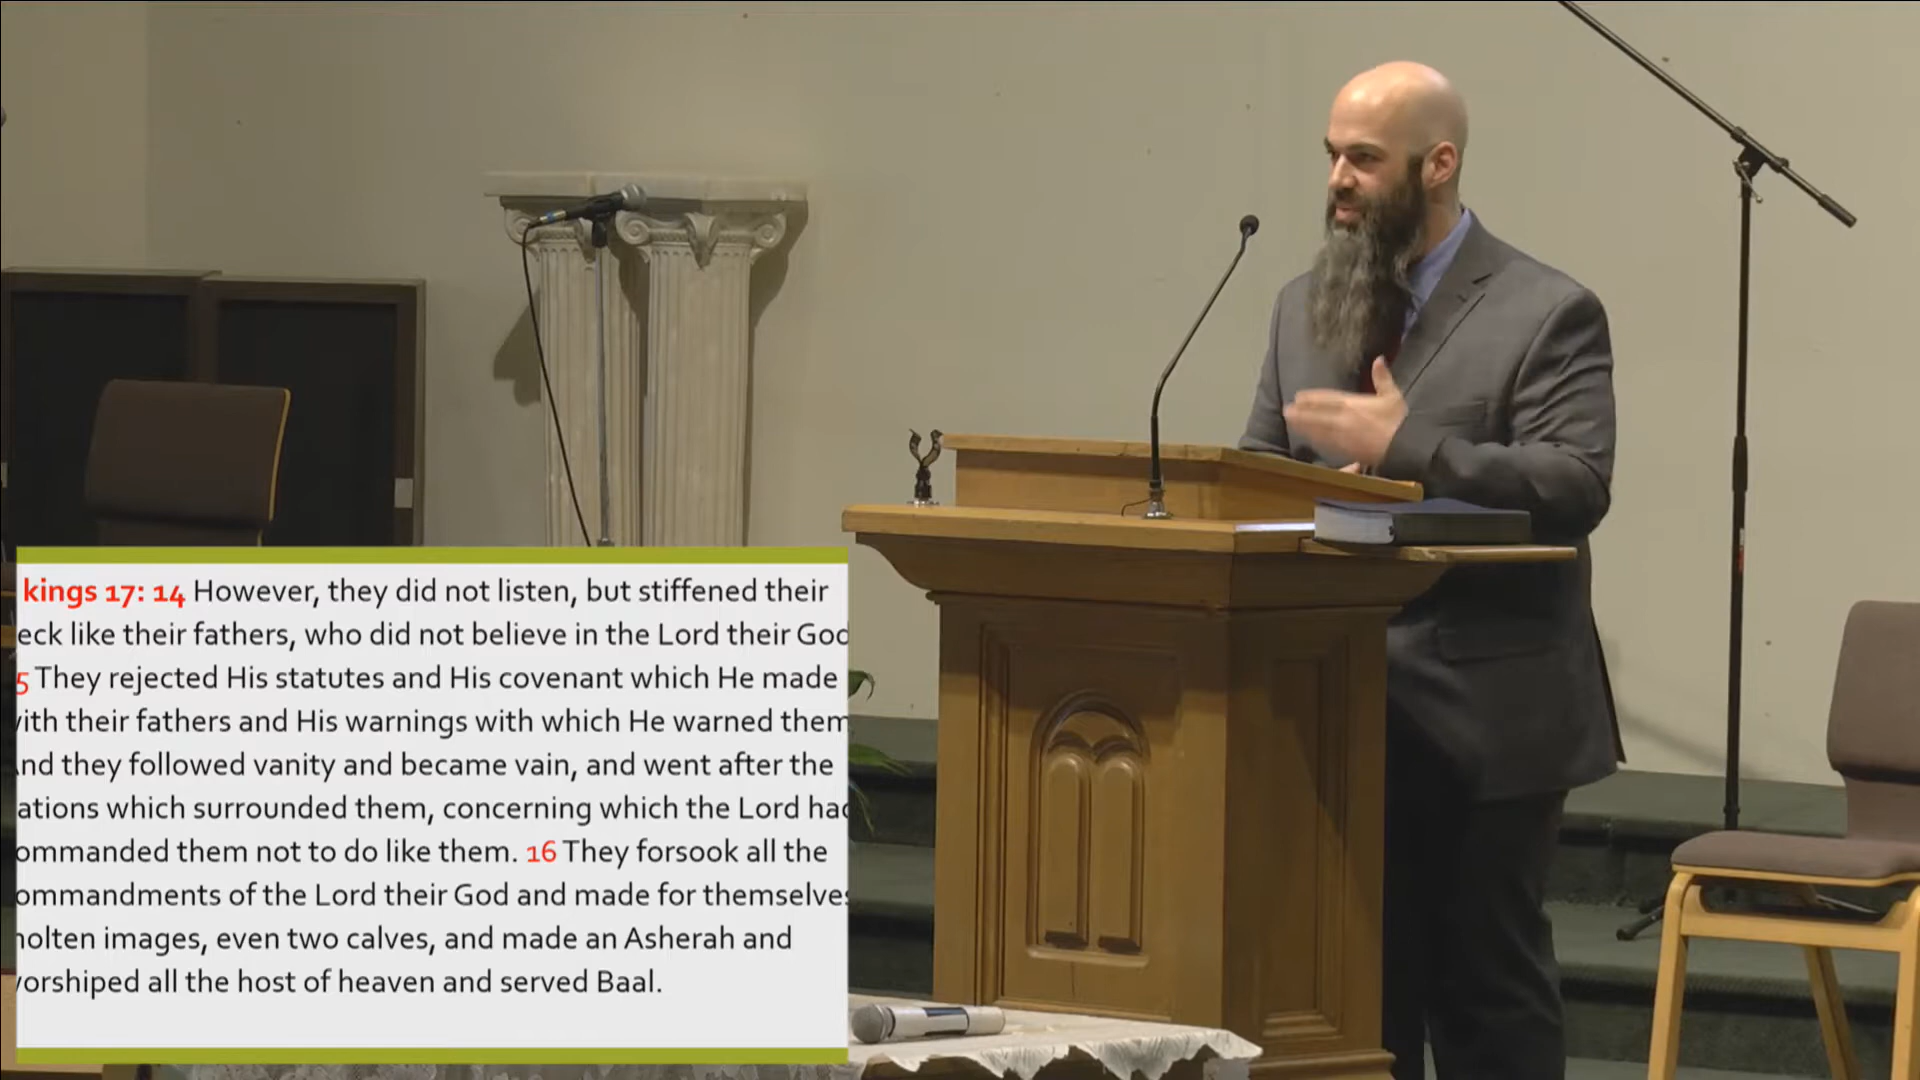 kings 17: 14 However, they did not listen, but stiffened their
eck like their fathers, who did not believe in the Lord their God
5 They rejected His statutes and His covenant which He made
ith their fathers and His warnings with which He warned them
nd they followed vanity and became vain, and went after the
ations which surrounded them, concerning which the Lord had
ommanded them not to do like them. 16 They forsook all the
ommandments of the Lord their God and made for themselves
olten images, even two calves, and made an Asherah and
orshiped all the host of heaven and served Baal.